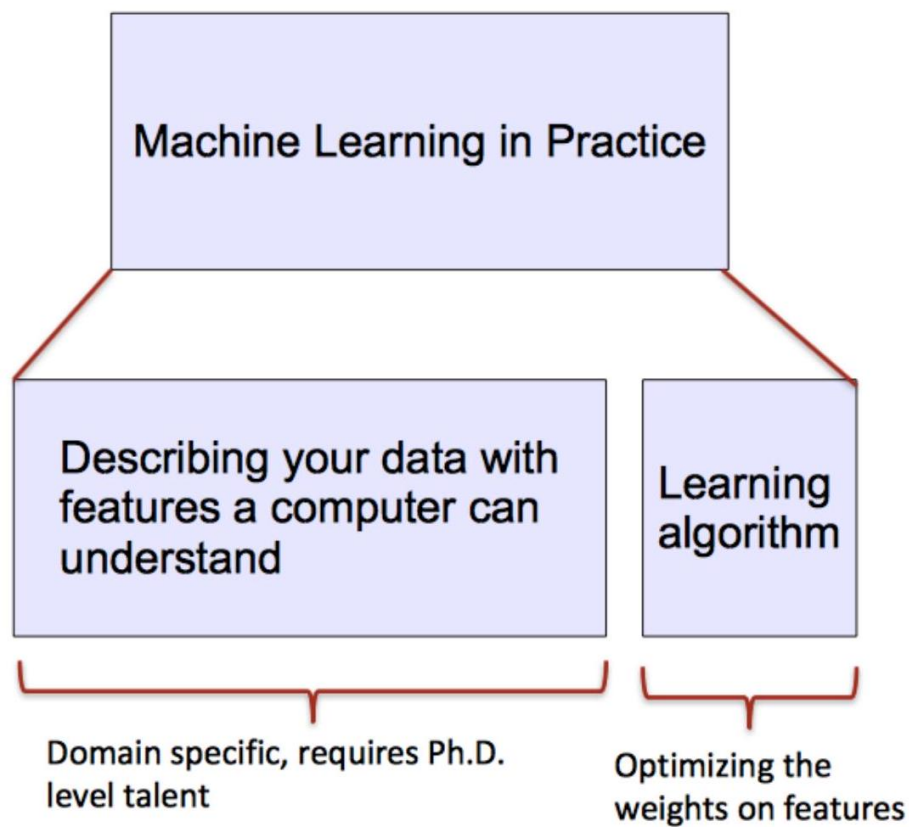 Machine Learning in Practice
Describing your data with
features a computer can
understand
Learning
algorithm
Domain specific, requires Ph.D.
level talent
Optimizing the
weights on features